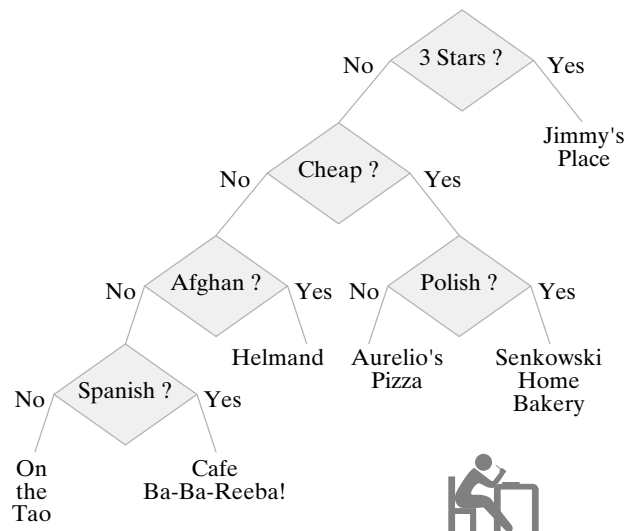 3 Stars ?
No
Yes
Jimmy's
Place
Cheap ?
No
Yes
Afghan ?
No
Yes
Polish ?
No
Yes
Helmand
Aurelio's
Pizza
Senkowski
Home
Bakery
Spanish ?
No
Yes
On
the
Tao
Cafe
Ba-Ba-Reeba!